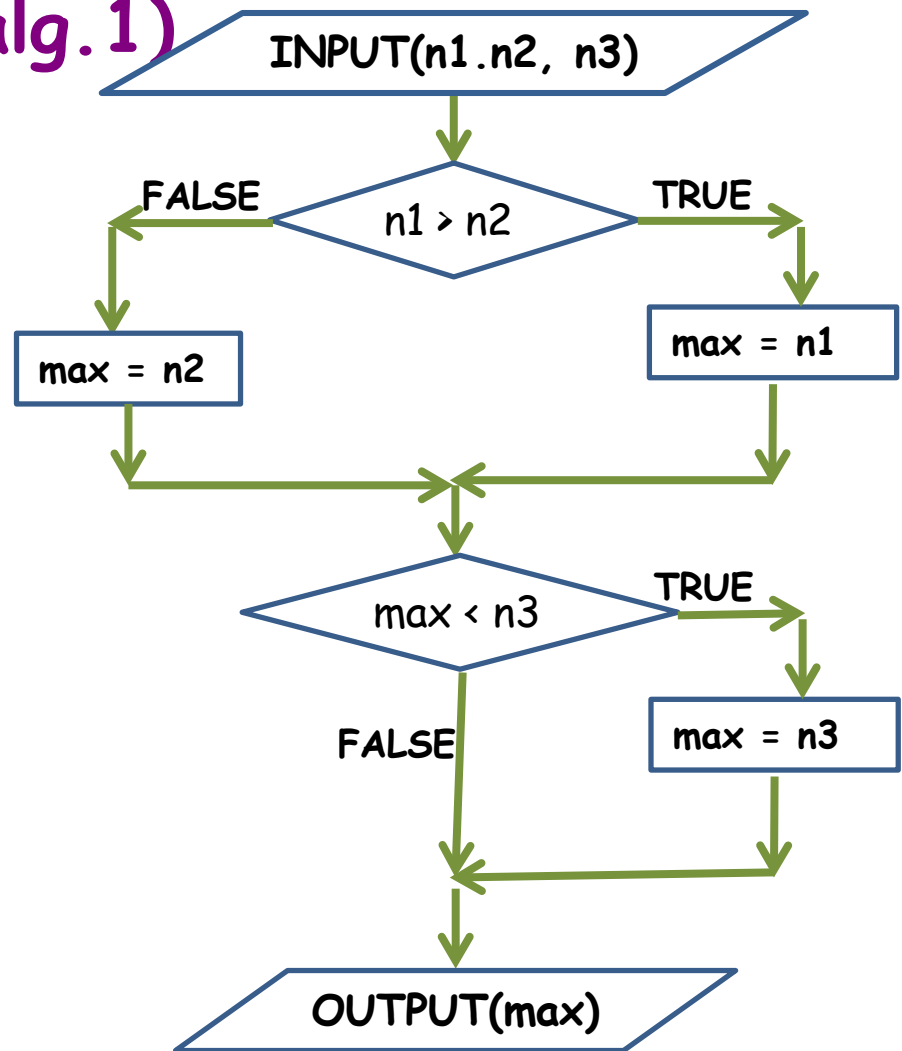 alg.1)
INPUT(n1.n2, n3)
FALSE
TRUE
n1 > n2
max = n2
max = n1
TRUE
max < n3
FALSE
max = n3
OUTPUT(max)